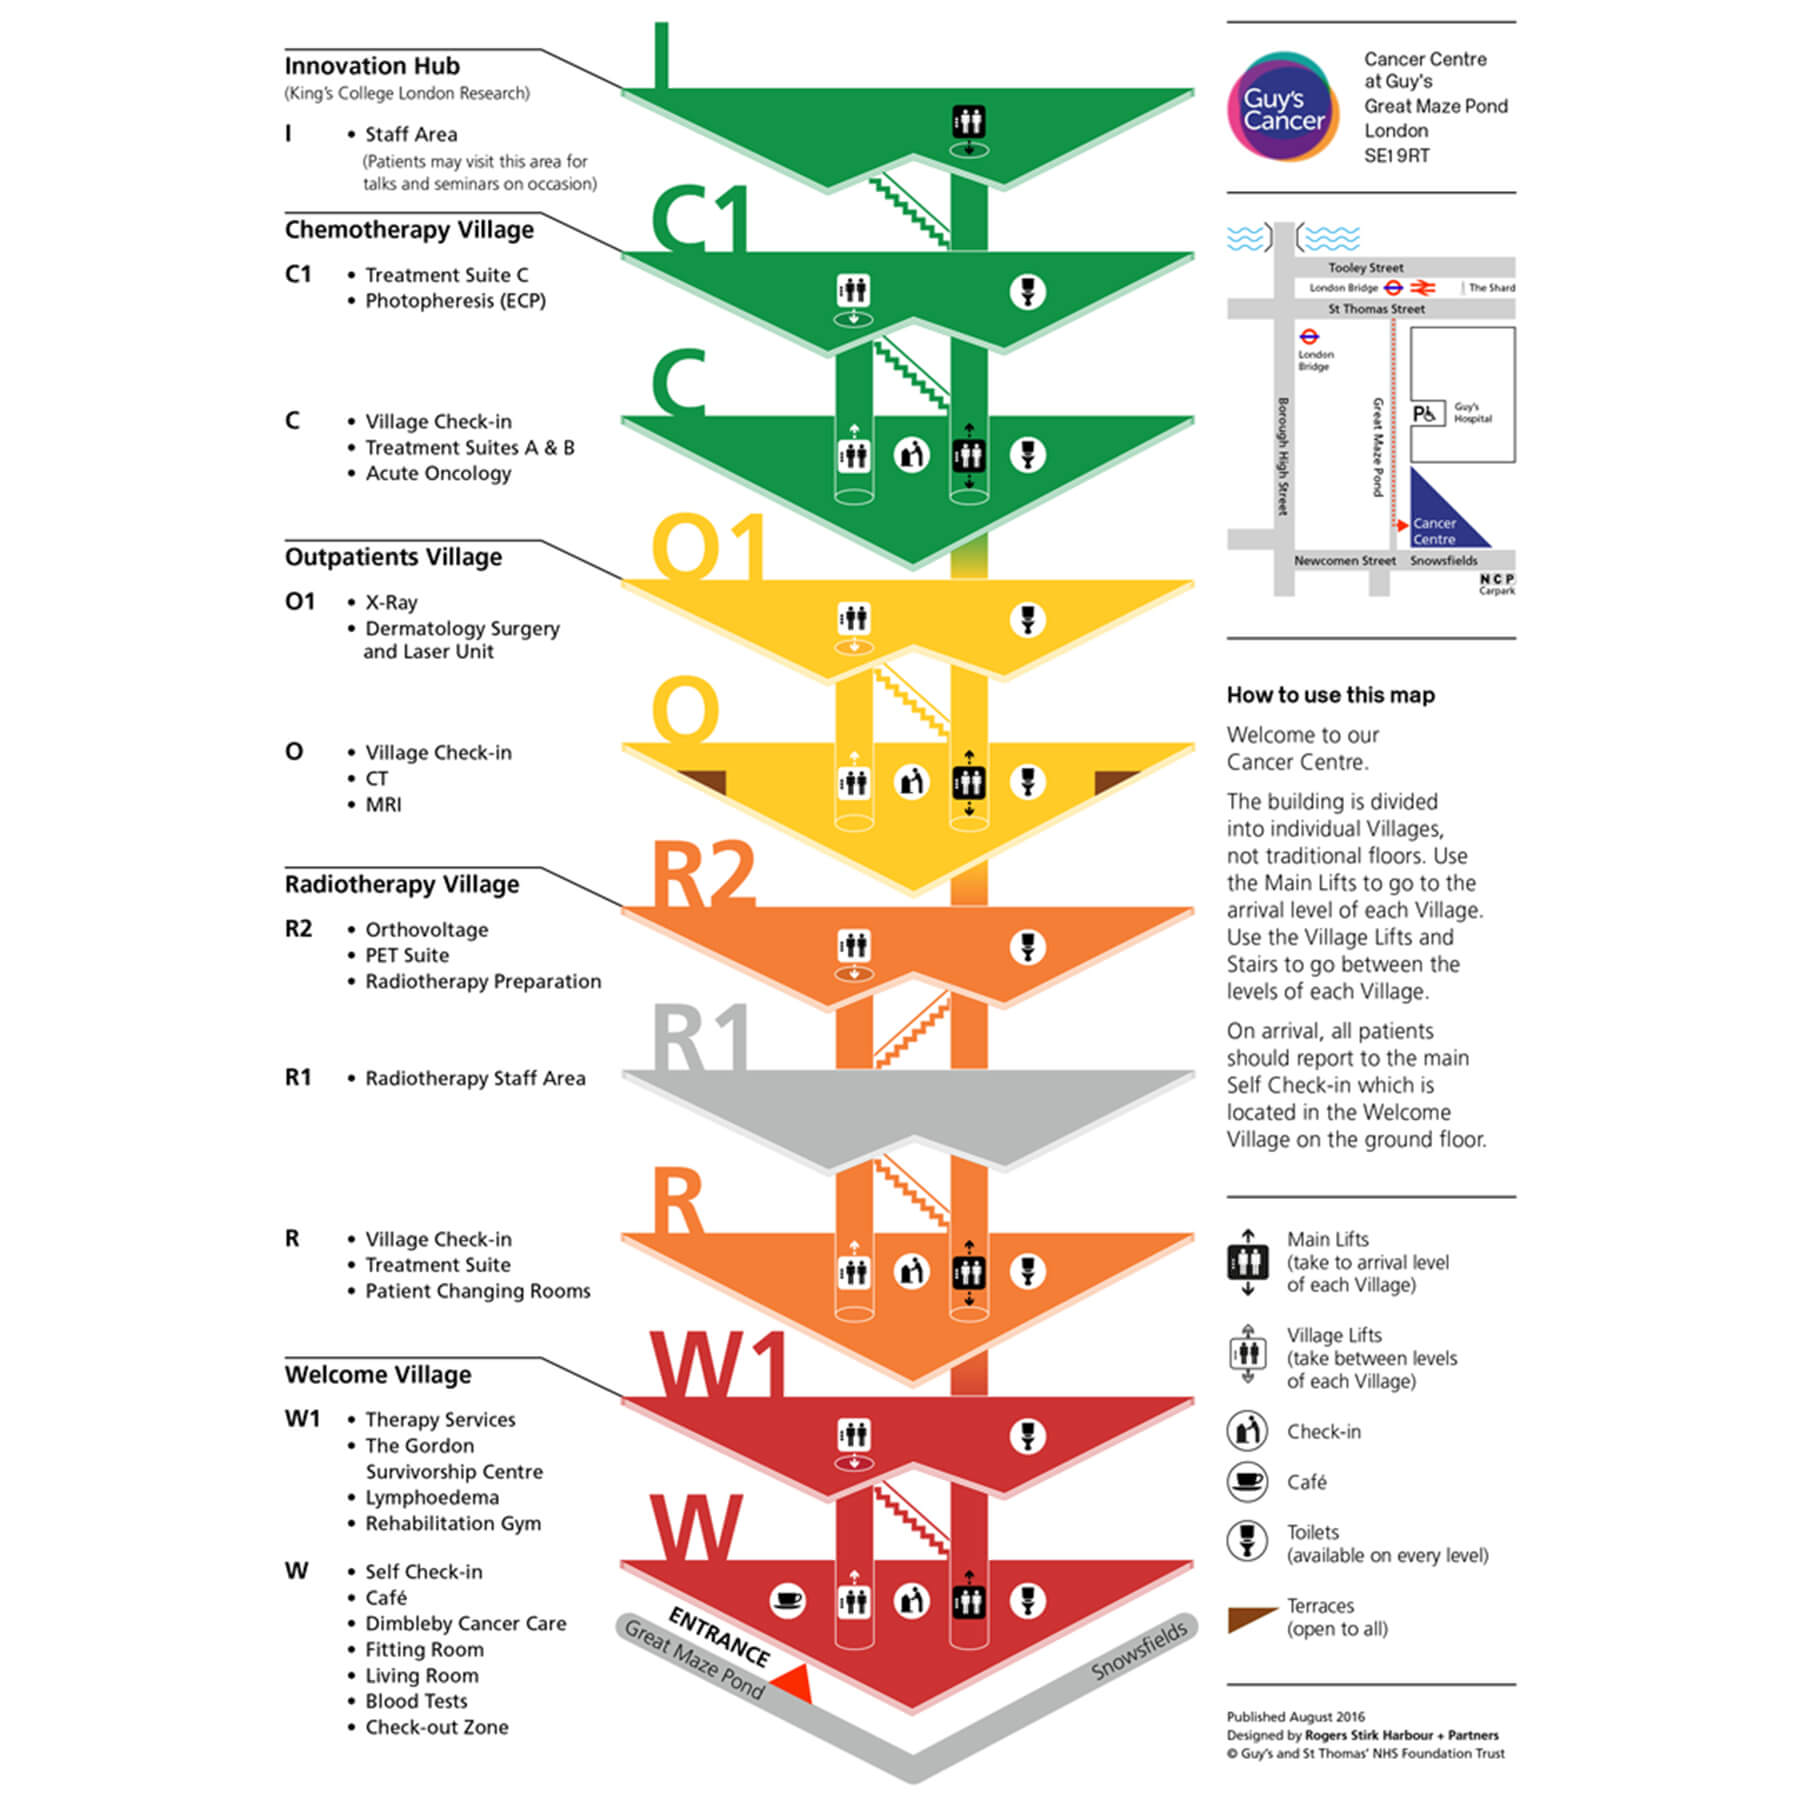 Innovation Hub
(King's College London Research)
I
• Staff Area
(Patients may visit this area for
talks and seminars on occasion)
Chemotherapy Village
C1
• Treatment Suite C
• Photopheresis (ECP)
C
• Village Check-in
• Treatment Suites A & B
• Acute Oncology
Outpatients Village
O1
• X-Ray
• Dermatology Surgery
and Laser Unit
O
• Village Check-in
• CT
• MRI
Radiotherapy Village
R2
• Orthovoltage
• PET Suite
• Radiotherapy Preparation
R1
• Radiotherapy Staff Area
R
• Village Check-in
• Treatment Suite
• Patient Changing Rooms
Welcome Village
W1
• Therapy Services
• The Gordon
Survivorship Centre
• Lymphoedema
• Rehabilitation Gym
W
• Self Check-in
• Café
• Dimbleby Cancer Care
• Fitting Room
• Living Room
• Blood Tests
• Check-out Zone
I
C1
C
O1
O
R2
R1
R
W1
W
ENTRANCE
Great Maze Pond
Snowsfields
Guy's
Cancer
Cancer Centre
at Guy's
Great Maze Pond
London
SE1 9RT
Tooley Street
London Bridge
The Shard
St Thomas Street
London
Bridge
Borough High Street
Great Maze Pond
P
Guy's
Hospital
Cancer
Centre
Newcomen Street
Snowsfields
NCP
Carpark
How to use this map
Welcome to our
Cancer Centre.
The building is divided
into individual Villages,
not traditional floors. Use
the Main Lifts to go to the
arrival level of each Village.
Use the Village Lifts and
Stairs to go between the
levels of each Village.
On arrival, all patients
should report to the main
Self Check-in which is
located in the Welcome
Village on the ground floor.
Main Lifts
(take to arrival level
of each Village)
Village Lifts
(take between levels
of each Village)
Check-in
Café
Toilets
(available on every level)
Terraces
(open to all)
Published August 2016
Designed by Rogers Stirk Harbour + Partners
© Guy's and St Thomas' NHS Foundation Trust